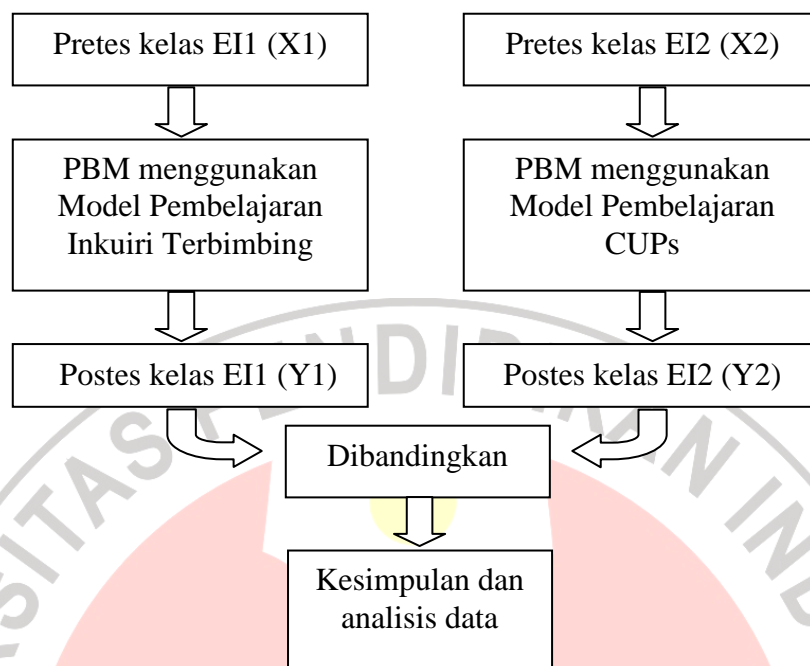 Pretes kelas EI1 (X1)
Pretes kelas EI2 (X2)
PBM menggunakan
Model Pembelajaran
Inkuiri Terbimbing
PBM menggunakan
Model Pembelajaran
CUPs
Postes kelas EI1 (Y1)
Postes kelas EI2 (Y2)
Dibandingkan
Kesimpulan dan
analisis data